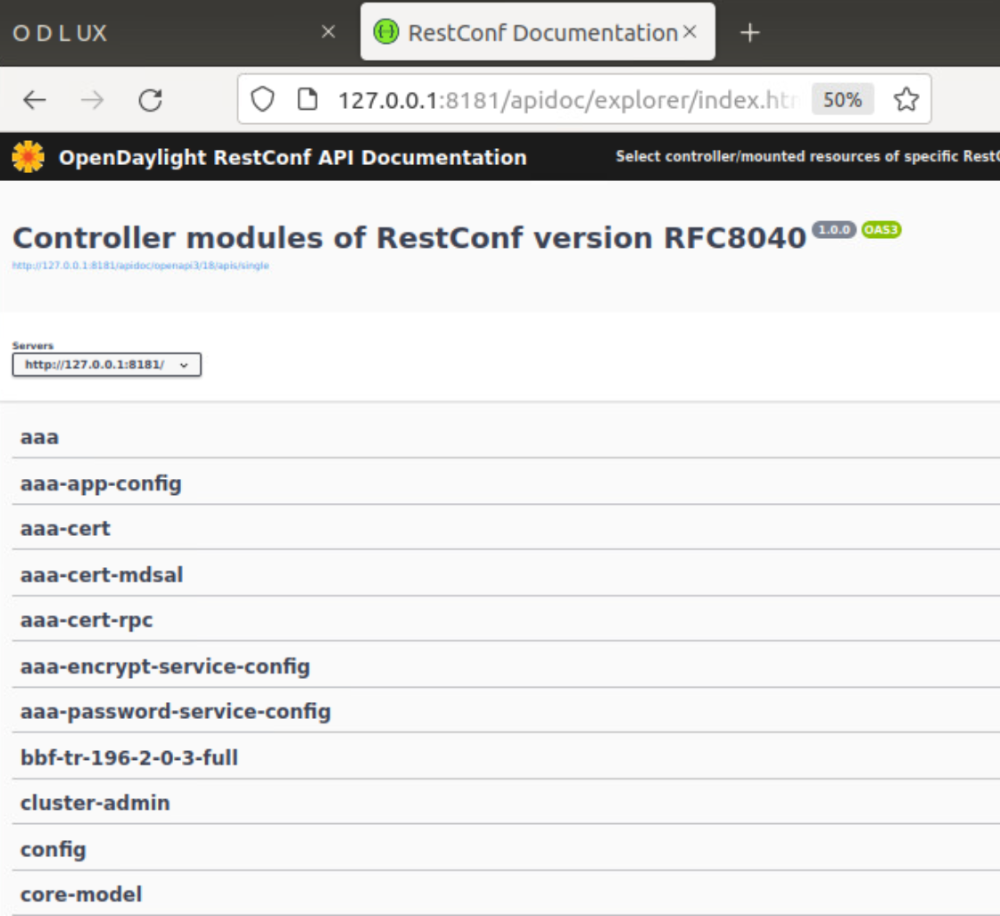 O D L UX
RestConf Documentation
127.0.0.1:8181/apidoc/explorer/index.htm 50%
OpenDaylight RestConf API Documentation Select controller/mounted resources of specific Rest
Controller modules of RestConf version RFC8040 1.0.0 OAS3
http://127.0.0.1:8181/apidoc/openapi3/18/apis/single
Servers
http://127.0.0.1:8181/
aaa
aaa-app-config
aaa-cert
aaa-cert-mdsal
aaa-cert-rpc
aaa-encrypt-service-config
aaa-password-service-config
bbf-tr-196-2-0-3-full
cluster-admin
config
core-model